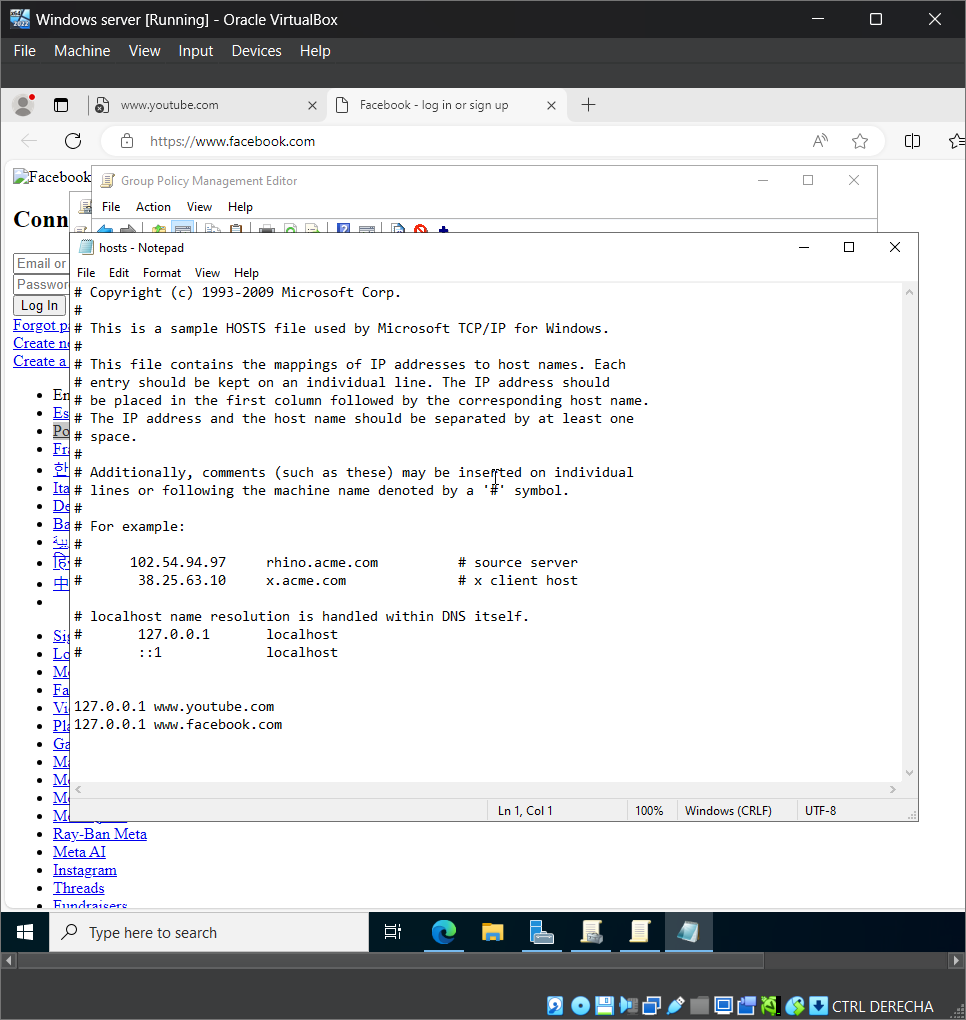 Windows server [Running] - Oracle VirtualBox
File Machine View Input Devices Help
www.youtube.com
Facebook - log in or sign up
https://www.facebook.com
Facebook
Group Policy Management Editor
File Action View Help
Conn
hosts - Notepad
File Edit Format View Help
Email or
Password
Log In
Forgot
Create
Create a
# Copyright (c) 1993-2009 Microsoft Corp.
#
# This is a sample HOSTS file used by Microsoft TCP/IP for Windows.
#
# This file contains the mappings of IP addresses to host names. Each
# entry should be kept on an individual line. The IP address should
# be placed in the first column followed by the corresponding host name.
# The IP address and the host name should be separated by at least one
# space.
#
# Additionally, comments (such as these) may be inserted on individual
# lines or following the machine name denoted by a '#' symbol.
#
# For example:
#
# 102.54.94.97 rhino.acme.com # source server
# 38.25.63.10 x.acme.com # x client host
# localhost name resolution is handled within DNS itself.
# 127.0.0.1 localhost
# ::1 localhost
127.0.0.1 www.youtube.com
127.0.0.1 www.facebook.com
Ln 1, Col 1 100% Windows (CRLF) UTF-8
En
Es
Po
Fr
한
Ita
De
Ba
हि
中
Sig
Lo
Me
Fa
Vi
Pla
Ga
Ma
Me
Me
Ray-Ban Meta
Meta AI
Instagram
Threads
Fundraisers
Type here to search
CTRL DERECHA